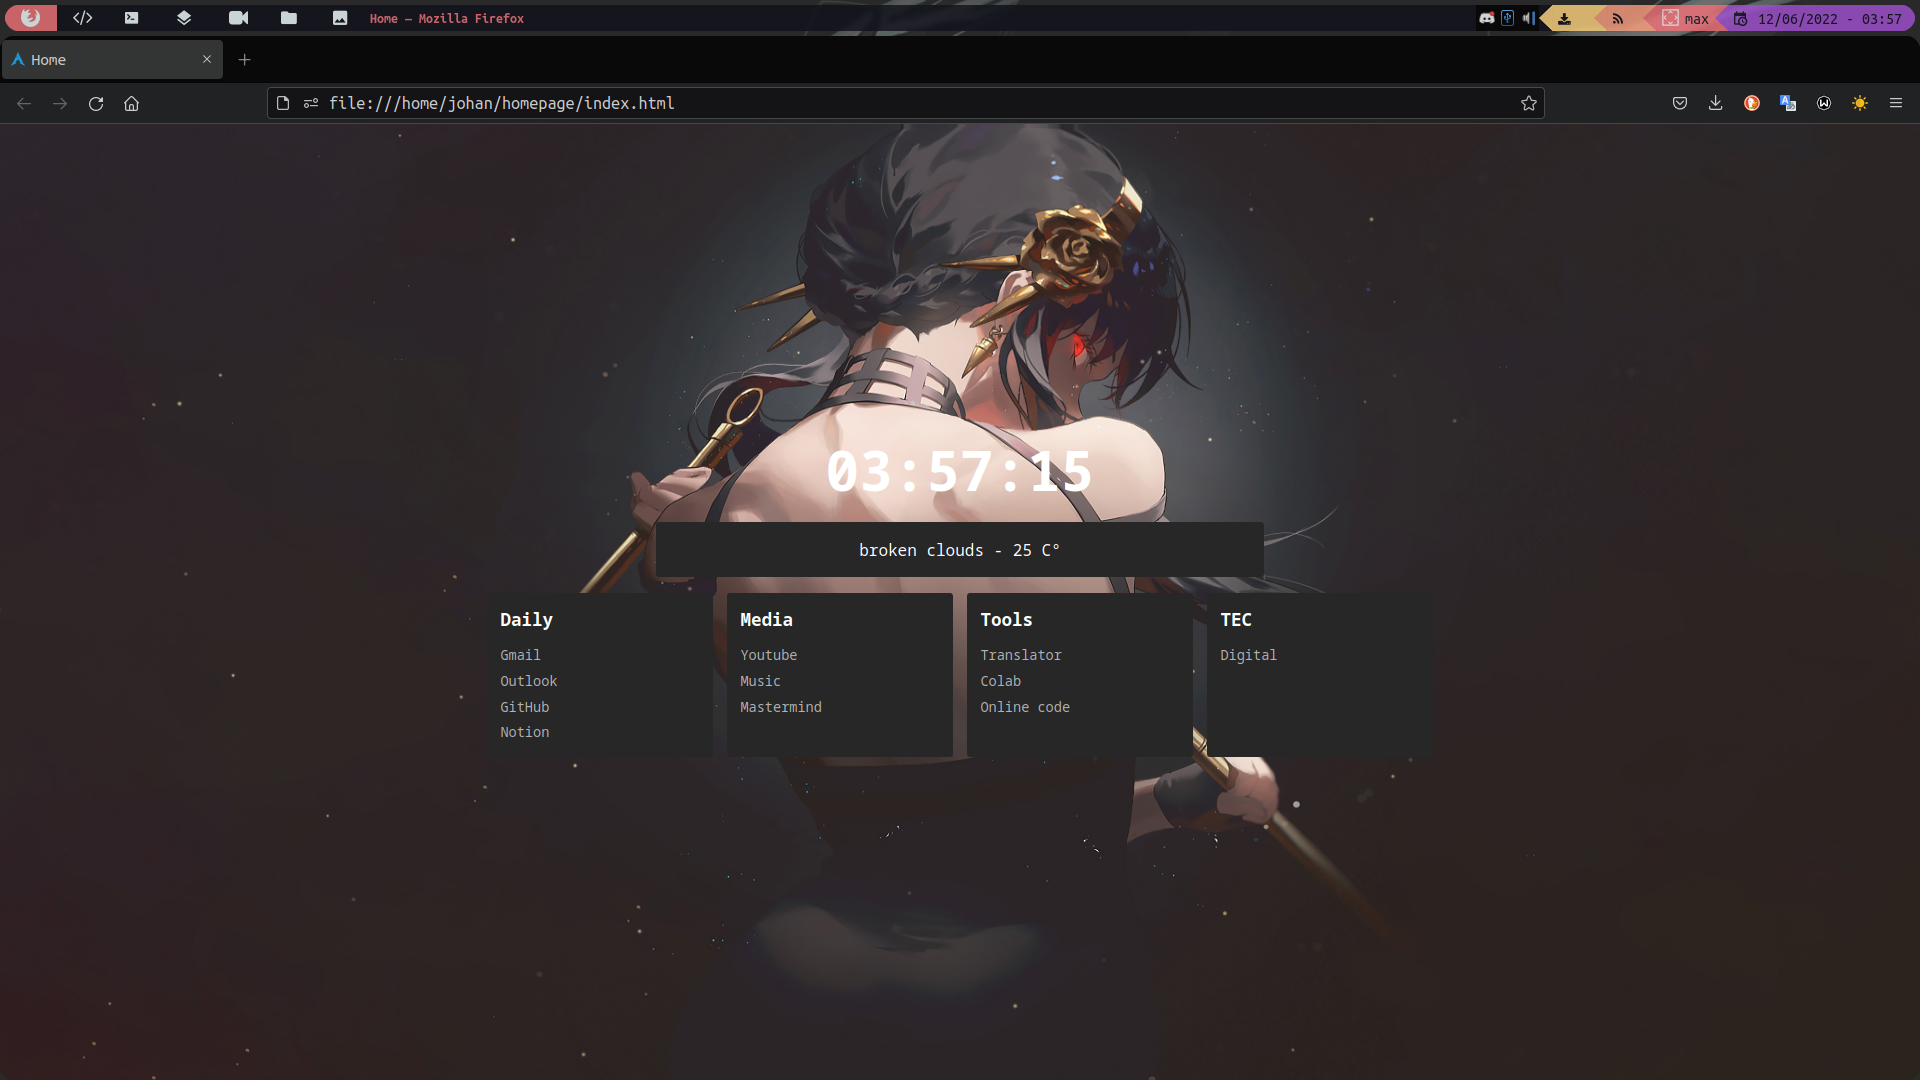 Home — Mozilla Firefox
max
12/06/2022 - 03:57
Home
file:///home/johan/homepage/index.html
03:57:15
broken clouds - 25 C°
Daily
Gmail
Outlook
GitHub
Notion
Media
Youtube
Music
Mastermind
Tools
Translator
Colab
Online code
TEC
Digital